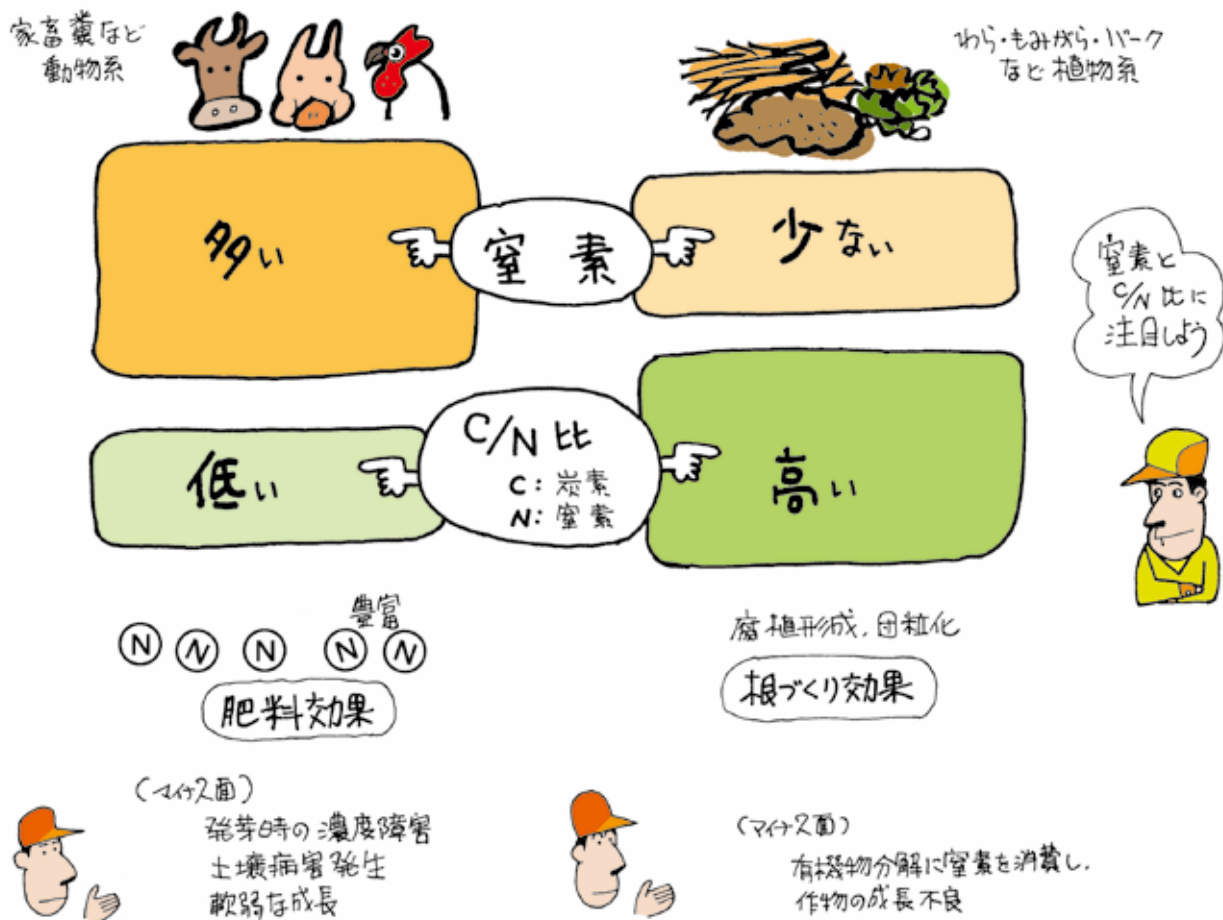 家畜糞など
動物系
わら・もみがら・バーク
など植物系
多い
窒素
少ない
窒素と
C/N比に
注目しよう
低い
C/N比
C:炭素
N:窒素
高い
豊富
N N N N N
肥料効果
腐植形成,団粒化
根づくり効果
(マイナス面)
発芽時の濃度障害
土壌病害発生
軟弱な成長
(マイナス面)
有機物分解に窒素を消費し,
作物の成長不良